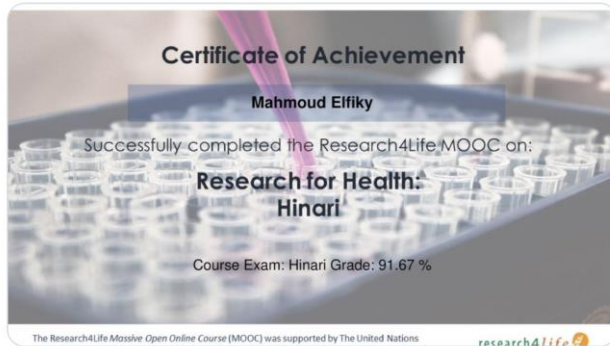 Certificate of Achievement
Mahmoud Elfiky
Successfully completed the Research4Life MOOC on:
Research for Health:
Hinari
Course Exam: Hinari Grade: 91.67 %
The Research4Life Massive Open Online Course (MOOC) was supported by The United Nations
research4life